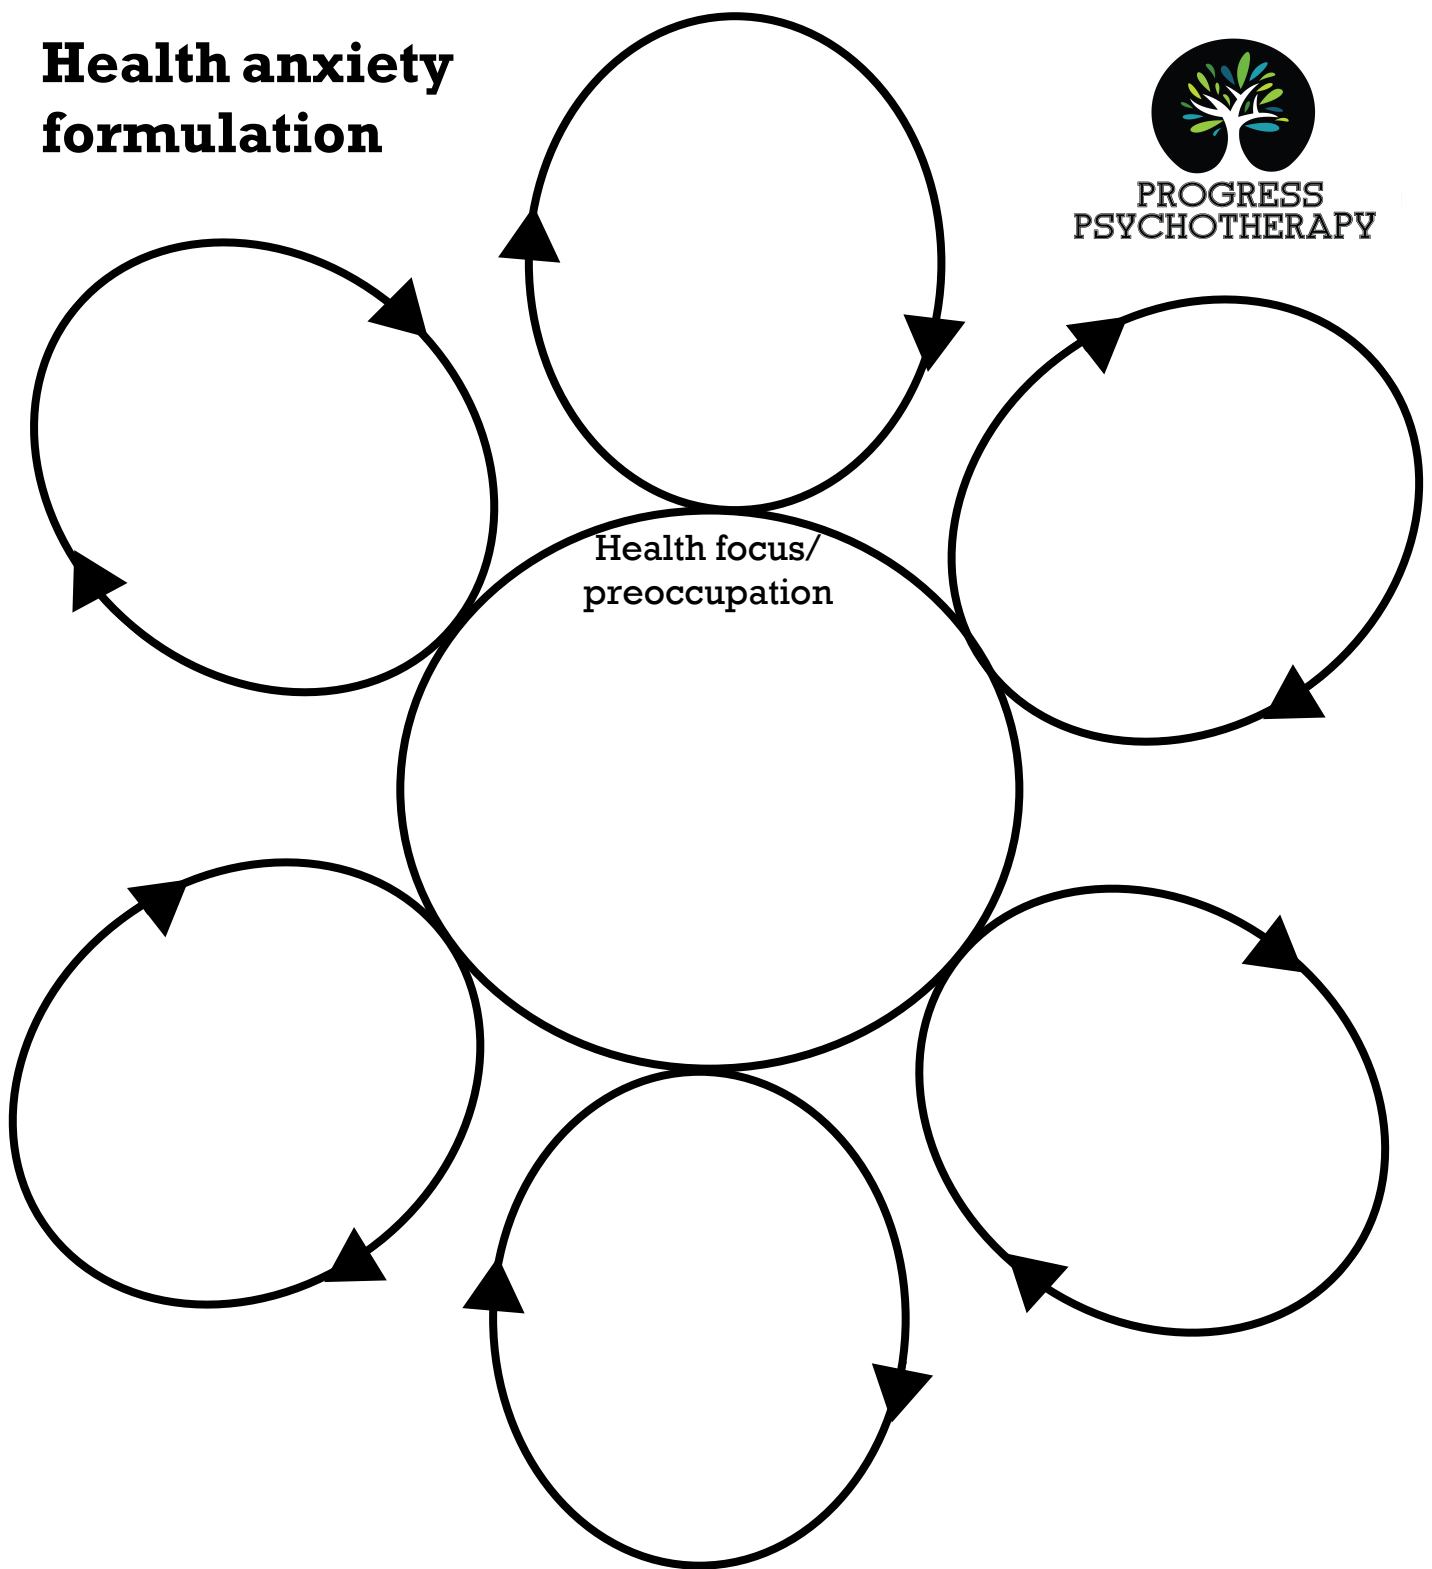 Health anxiety
formulation
PROGRESS
PSYCHOTHERAPY
Health focus/
preoccupation